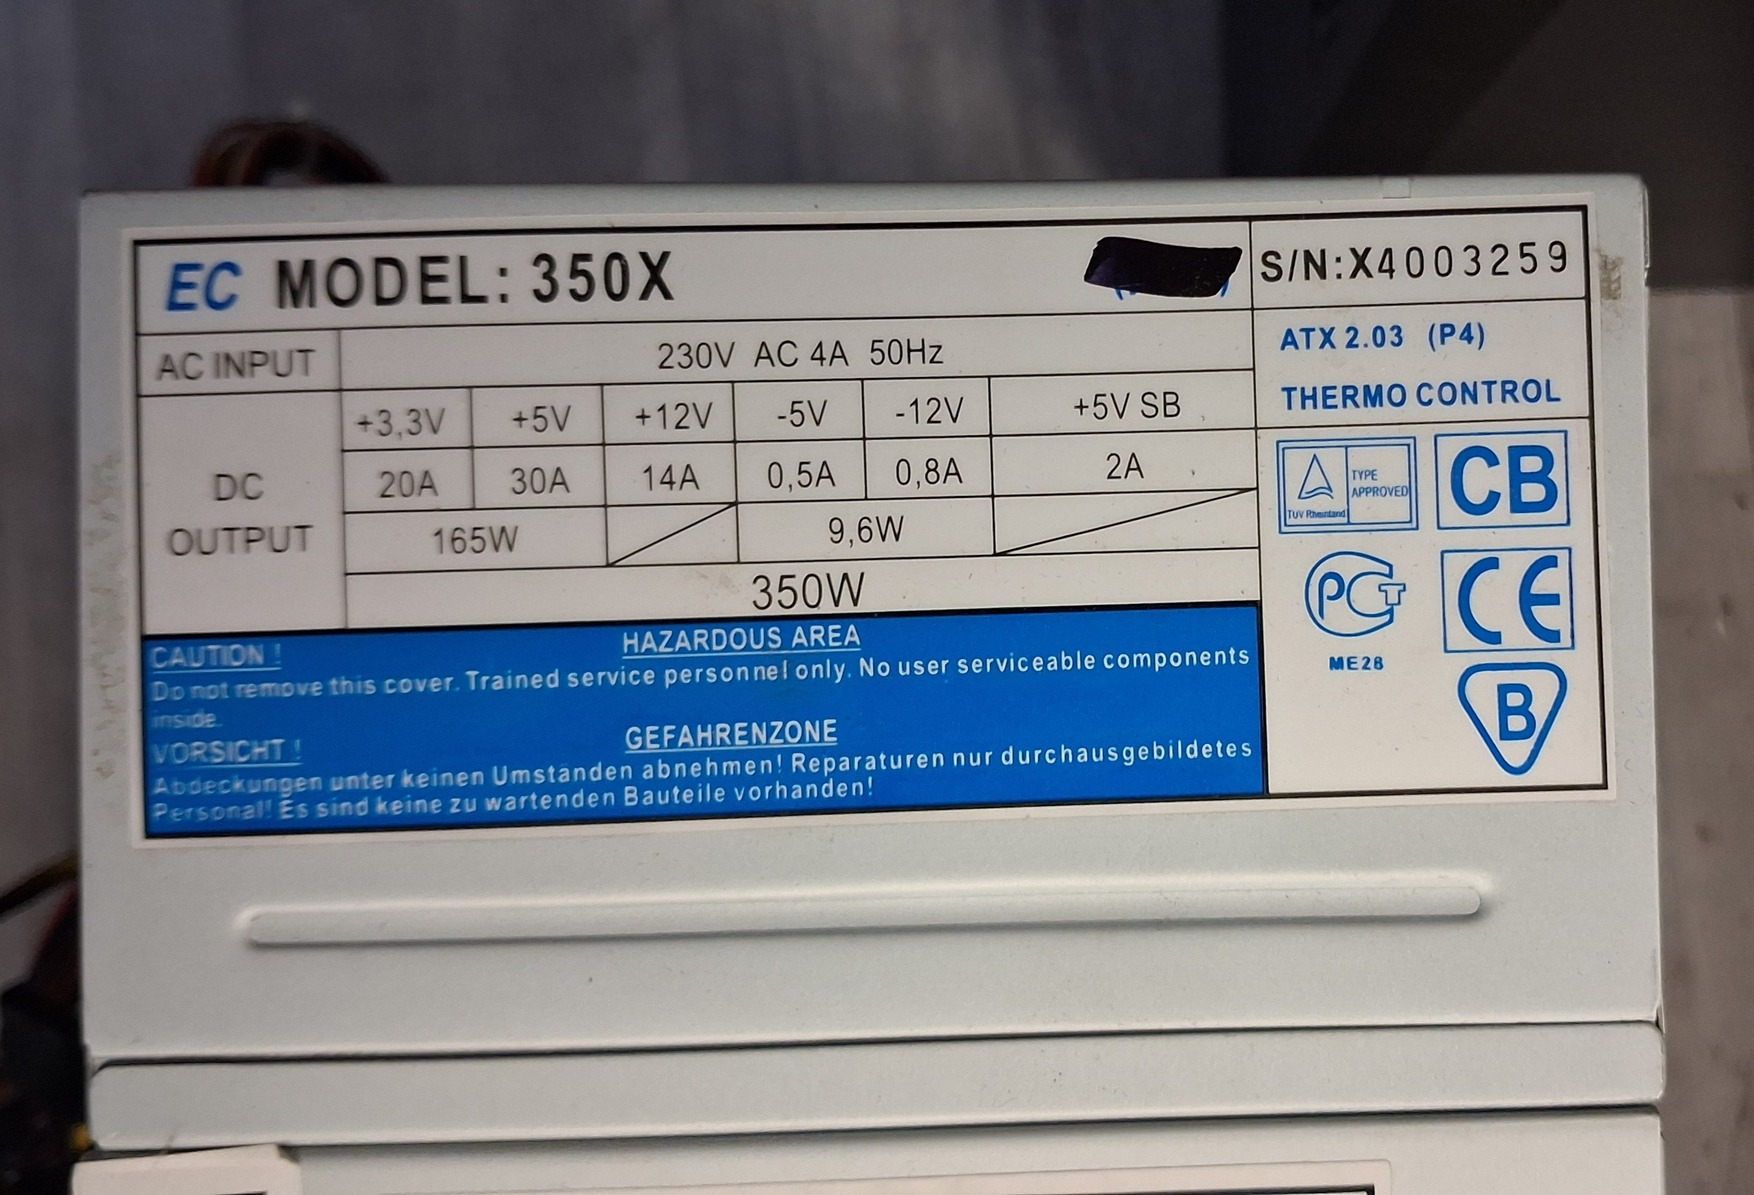 EC MODEL: 350X
S/N:X4003259
AC INPUT 230V AC 4A 50Hz
ATX 2.03 (P4)
THERMO CONTROL
+3,3V +5V +12V -5V -12V +5V SB
DC OUTPUT
20A 30A 14A 0,5A 0,8A 2A
165W 9,6W
350W
TYPE
APPROVED
TUV Rheinland
CB
PCT
ME28
CE
B
CAUTION ! HAZARDOUS AREA
Do not remove this cover. Trained service personnel only. No user serviceable components
inside.
VORSICHT ! GEFAHRENZONE
Abdeckungen unter keinen Umstanden abnehmen! Reparaturen nur durchausgebildetes
Personal! Es sind keine zu wartenden Bauteile vorhanden!